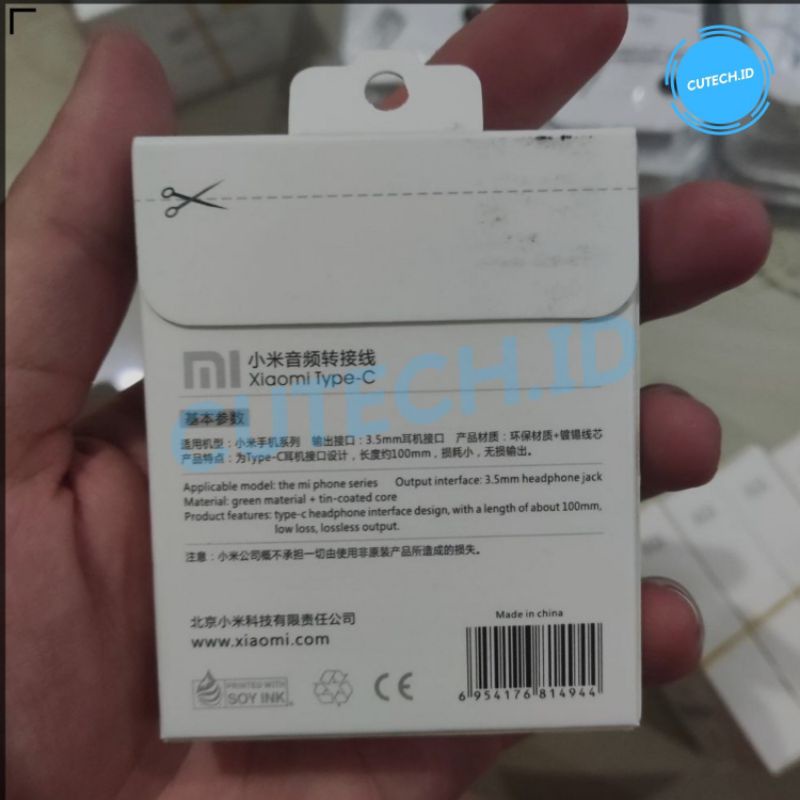 CUTECH.ID
小米音频转接线
Xiaomi Type-C
CUTECH.ID
基本参数
适用机型：小米手机系列 输出接口：3.5mm耳机接口 产品材质：环保材质+镀锡线芯
产品特点：为Type-C耳机接口设计，长度约100mm，损耗小，无损输出。
Applicable model: the mi phone series Output interface: 3.5mm headphone jack
Material: green material + tin-coated core
Product features: type-c headphone interface design, with a length of about 100mm,
low loss, lossless output.
注意：小米公司概不承担一切由使用非原装产品所造成的损失。
北京小米科技有限责任公司
www.xiaomi.com
Made in china
PRINTED WITH
SOY INK
CE
6 954176 814944